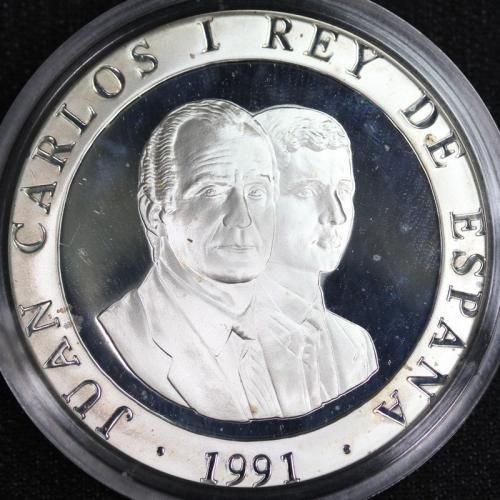 JUAN CARLOS I REY DE ESPAÑA
· 1991 ·